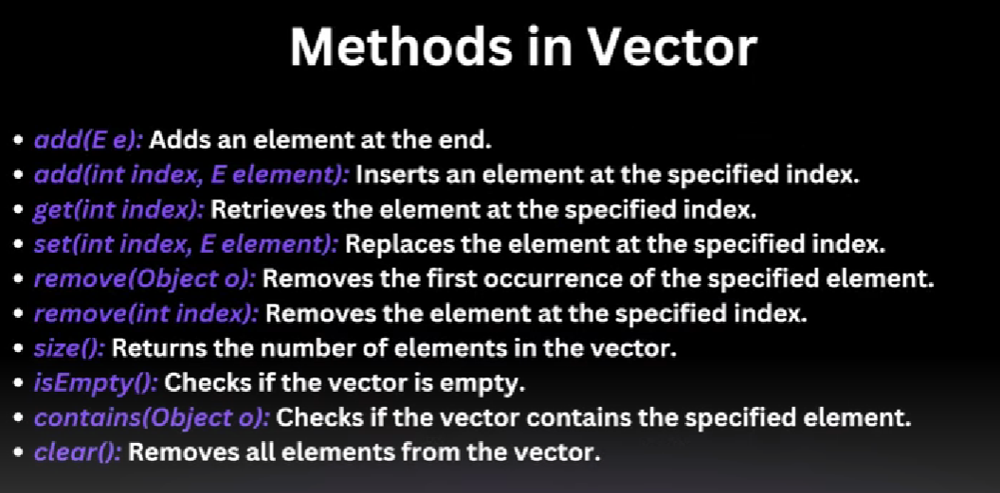 Methods in Vector
• add(E e): Adds an element at the end.
• add(int index, E element): Inserts an element at the specified index.
• get(int index): Retrieves the element at the specified index.
• set(int index, E element): Replaces the element at the specified index.
• remove(Object o): Removes the first occurrence of the specified element.
• remove(int index): Removes the element at the specified index.
• size(): Returns the number of elements in the vector.
• isEmpty(): Checks if the vector is empty.
• contains(Object o): Checks if the vector contains the specified element.
• clear(): Removes all elements from the vector.